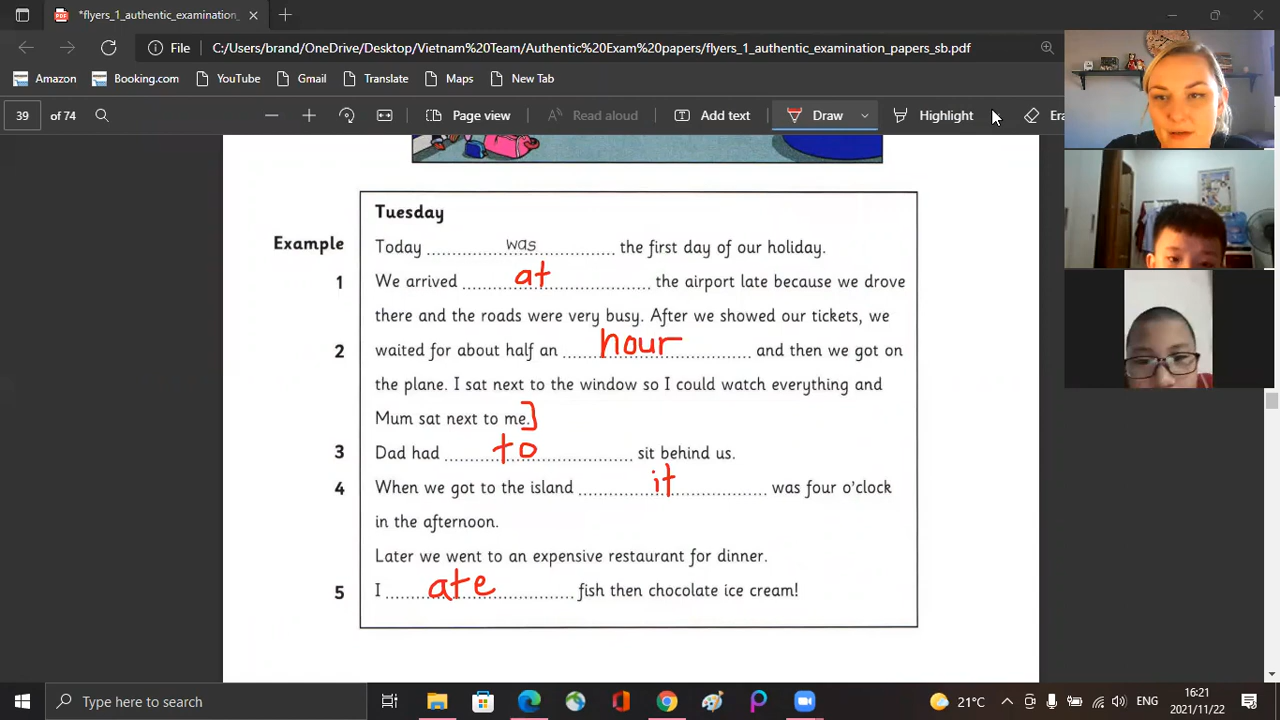 *flyers_1_authentic_examination_
File
C:/Users/brand/OneDrive/Desktop/Vietnam%20Team/Authentic%20Exam%20papers/flyers_1_authentic_examination_papers_sb.pdf
Amazon Booking.com YouTube Gmail Translate Maps New Tab
39 of 74 Page view Read aloud Add text Draw Highlight Era
Tuesday
Example Today was the first day of our holiday.
1 We arrived at the airport late because we drove
there and the roads were very busy. After we showed our tickets, we
2 waited for about half an hour and then we got on
the plane. I sat next to the window so I could watch everything and
Mum sat next to me.]
3 Dad had to sit behind us.
4 When we got to the island it was four o'clock
in the afternoon.
Later we went to an expensive restaurant for dinner.
5 I ate fish then chocolate ice cream!
Type here to search
21°C ENG 16:21
2021/11/22